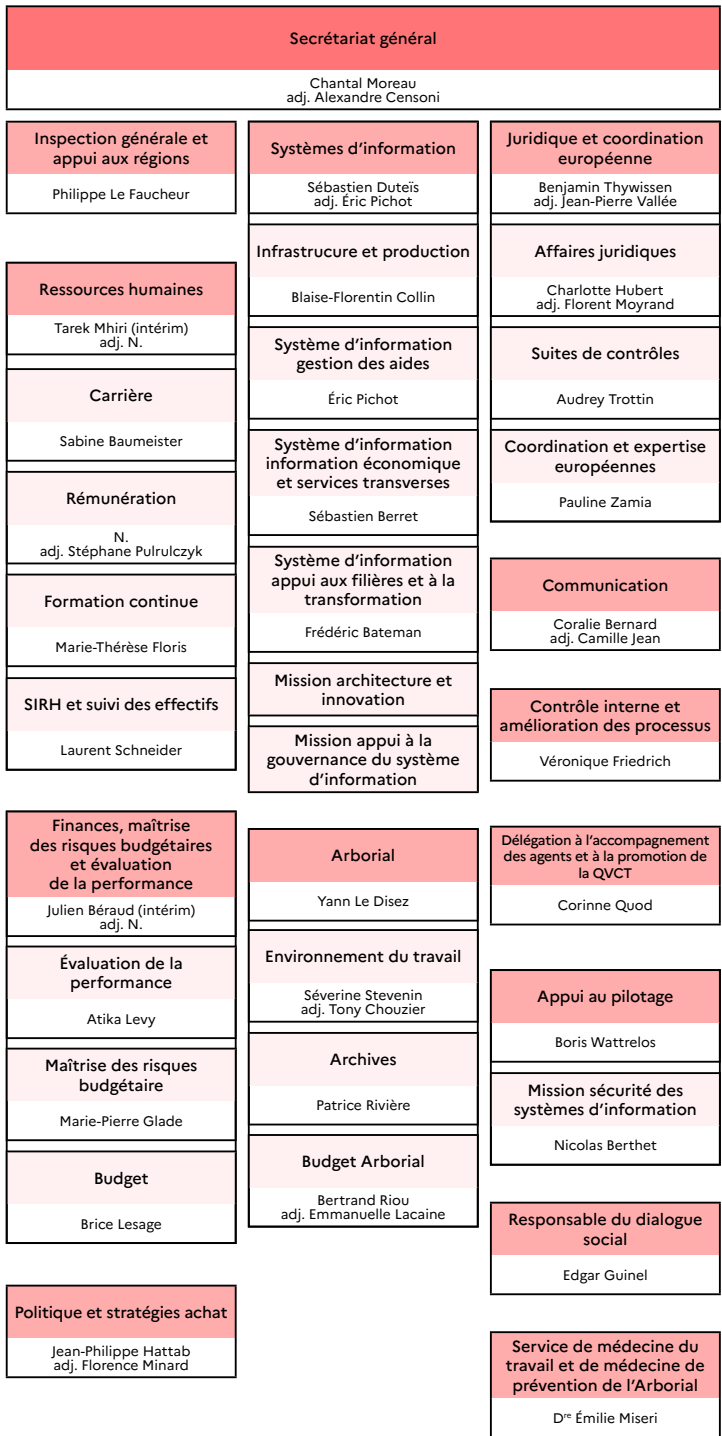 Secrétariat général
Chantal Moreau
adj. Alexandre Censoni
Inspection générale et
appui aux régions
Philippe Le Faucheur
Ressources humaines
Tarek Mhiri (intérim)
adj. N.
Carrière
Sabine Baumeister
Rémunération
N.
adj. Stéphane Pulrulczyk
Formation continue
Marie-Thérèse Floris
SIRH et suivi des effectifs
Laurent Schneider
Finances, maîtrise
des risques budgétaires
et évaluation
de la performance
Julien Béraud (intérim)
adj. N.
Évaluation de la
performance
Atika Levy
Maîtrise des risques
budgétaire
Marie-Pierre Glade
Budget
Brice Lesage
Politique et stratégies achat
Jean-Philippe Hattab
adj. Florence Minard
Systèmes d'information
Sébastien Duteïs
adj. Éric Pichot
Infrastrucure et production
Blaise-Florentin Collin
Système d'information
gestion des aides
Éric Pichot
Système d'information
information économique
et services transverses
Sébastien Berret
Système d'information
appui aux filières et à la
transformation
Frédéric Bateman
Mission architecture et
innovation
Mission appui à la
gouvernance du système
d'information
Arborial
Yann Le Disez
Environnement du travail
Séverine Stevenin
adj. Tony Chouzier
Archives
Patrice Rivière
Budget Arborial
Bertrand Riou
adj. Emmanuelle Lacaine
Juridique et coordination
européenne
Benjamin Thywissen
adj. Jean-Pierre Vallée
Affaires juridiques
Charlotte Hubert
adj. Florent Moyrand
Suites de contrôles
Audrey Trottin
Coordination et expertise
européennes
Pauline Zamia
Communication
Coralie Bernard
adj. Camille Jean
Contrôle interne et
amélioration des processus
Véronique Friedrich
Délégation à l'accompagnement
des agents et à la promotion de
la QVCT
Corinne Quod
Appui au pilotage
Boris Wattrelos
Mission sécurité des
systèmes d'information
Nicolas Berthet
Responsable du dialogue
social
Edgar Guinel
Service de médecine du
travail et de médecine de
prévention de l'Arborial
Dʳᵉ Émilie Miseri